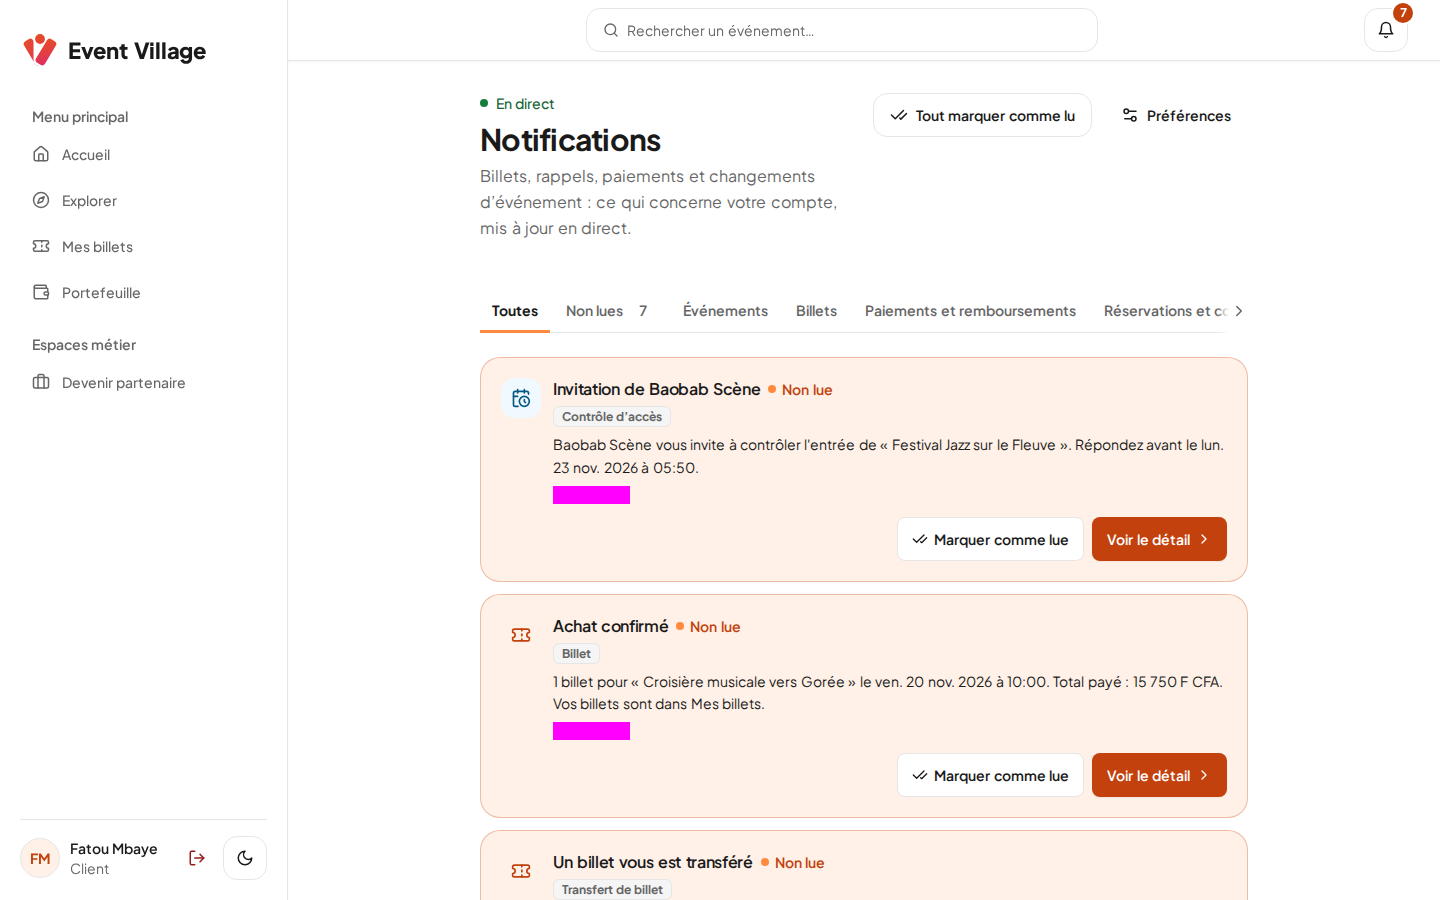 Event Village
Menu principal
Accueil
Explorer
Mes billets
Portefeuille
Espaces métier
Devenir partenaire
FM
Fatou Mbaye
Client
Rechercher un événement…
7
En direct
Notifications
Billets, rappels, paiements et changements
d’événement : ce qui concerne votre compte,
mis à jour en direct.
Tout marquer comme lu
Préférences
Toutes
Non lues 7
Événements
Billets
Paiements et remboursements
Réservations et
Invitation de Baobab Scène
Non lue
Contrôle d’accès
Baobab Scène vous invite à contrôler l'entrée de « Festival Jazz sur le Fleuve ». Répondez avant le lun.
23 nov. 2026 à 05:50.
Marquer comme lue
Voir le détail
Achat confirmé
Non lue
Billet
1 billet pour « Croisière musicale vers Gorée » le ven. 20 nov. 2026 à 10:00. Total payé : 15 750 F CFA.
Vos billets sont dans Mes billets.
Marquer comme lue
Voir le détail
Un billet vous est transféré
Non lue
Transfert de billet